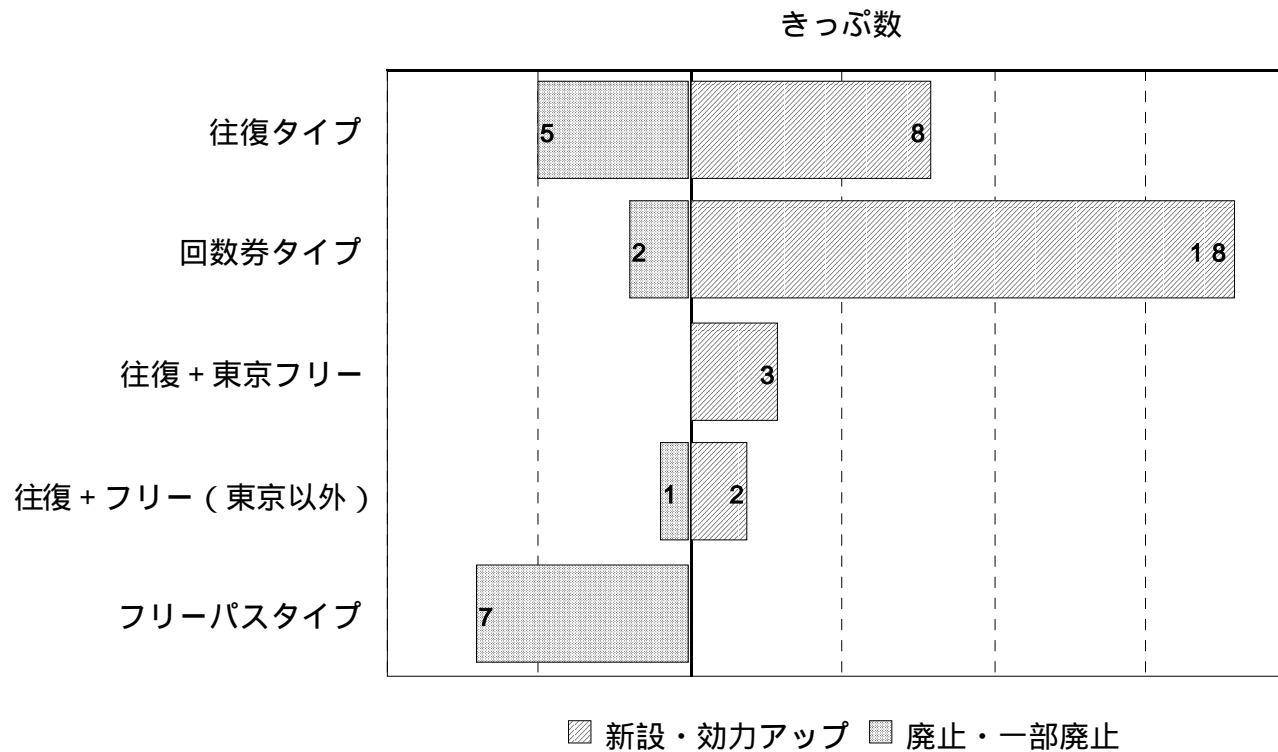 きっぷ数
往復タイプ
5
8
回数券タイプ
2
18
往復+東京フリー
3
往復+フリー(東京以外)
1
2
フリーパスタイプ
7
新設・効力アップ 廃止・一部廃止